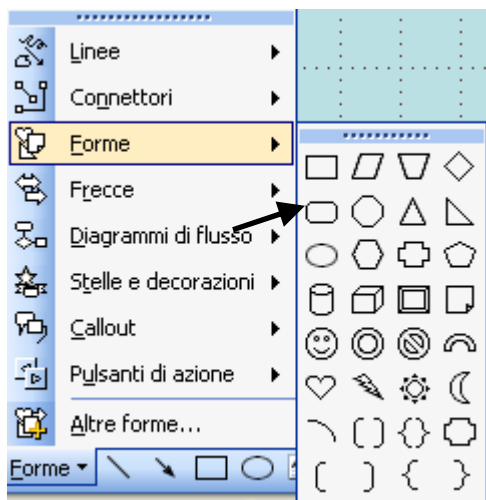 Linee
Connettori
Forme
Frecce
Diagrammi di flusso
Stelle e decorazioni
Callout
Pulsanti di azione
Altre forme...
Forme